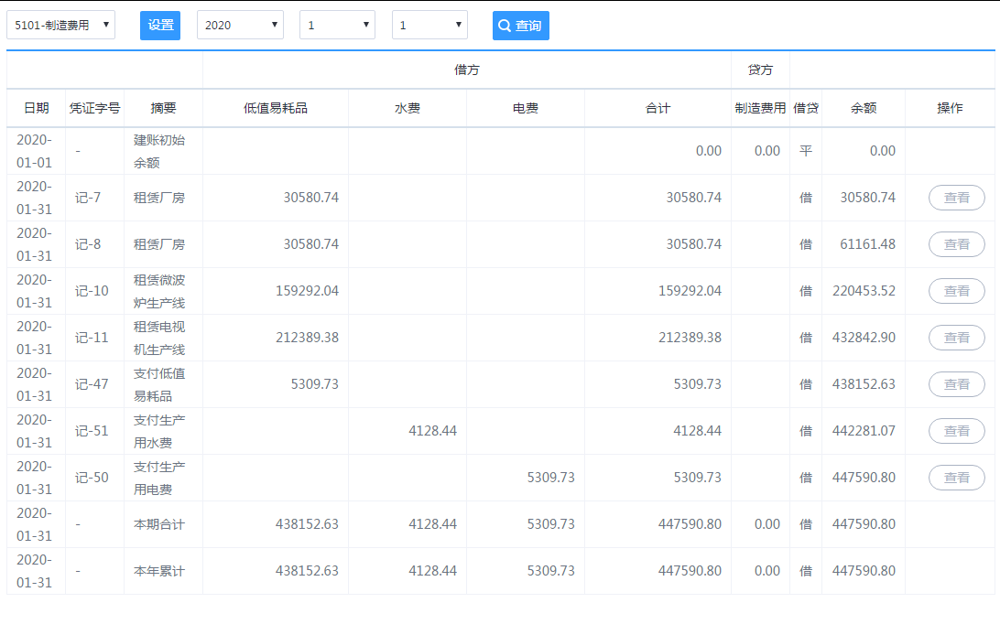 5101-制造费用 设置 2020 1 1 查询
借方 贷方
日期 凭证字号 摘要 低值易耗品 水费 电费 合计 制造费用 借贷 余额 操作
2020-01-01 - 建账初始余额 0.00 0.00 平 0.00
2020-01-31 记-7 租赁厂房 30580.74 30580.74 借 30580.74 查看
2020-01-31 记-8 租赁厂房 30580.74 30580.74 借 61161.48 查看
2020-01-31 记-10 租赁微波炉生产线 159292.04 159292.04 借 220453.52 查看
2020-01-31 记-11 租赁电视机生产线 212389.38 212389.38 借 432842.90 查看
2020-01-31 记-47 支付低值易耗品 5309.73 5309.73 借 438152.63 查看
2020-01-31 记-51 支付生产用水费 4128.44 4128.44 借 442281.07 查看
2020-01-31 记-50 支付生产用电费 5309.73 5309.73 借 447590.80 查看
2020-01-31 - 本期合计 438152.63 4128.44 5309.73 447590.80 0.00 借 447590.80
2020-01-31 - 本年累计 438152.63 4128.44 5309.73 447590.80 0.00 借 447590.80